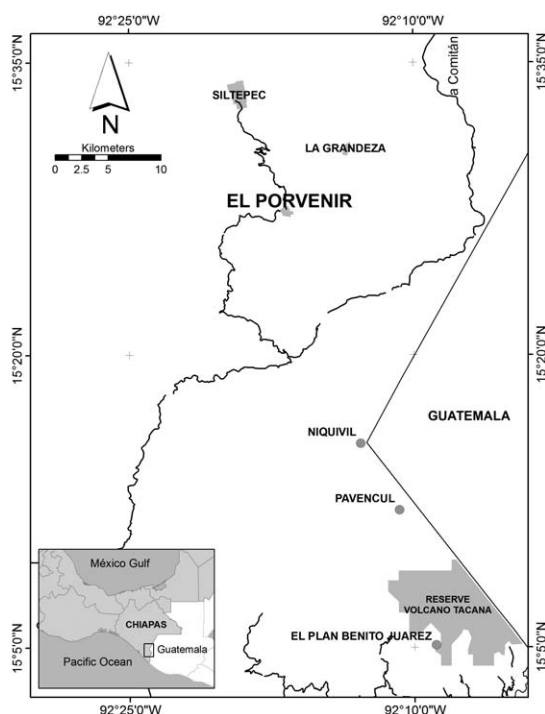 92°25'0"W 92°10'0"W
15°35'0"N 15°35'0"N
a Comitán
SILTEPEC
N
Kilometers
0 2.5 5 10
LA GRANDEZA
EL PORVENIR
15°20'0"N 15°20'0"N
GUATEMALA
NIQUIVIL
PAVENCUL
México Gulf
CHIAPAS
Guatemala
Pacific Ocean
RESERVE
VOLCANO TACANA
EL PLAN BENITO JUAREZ
15°5'0"N 15°5'0"N
92°25'0"W 92°10'0"W